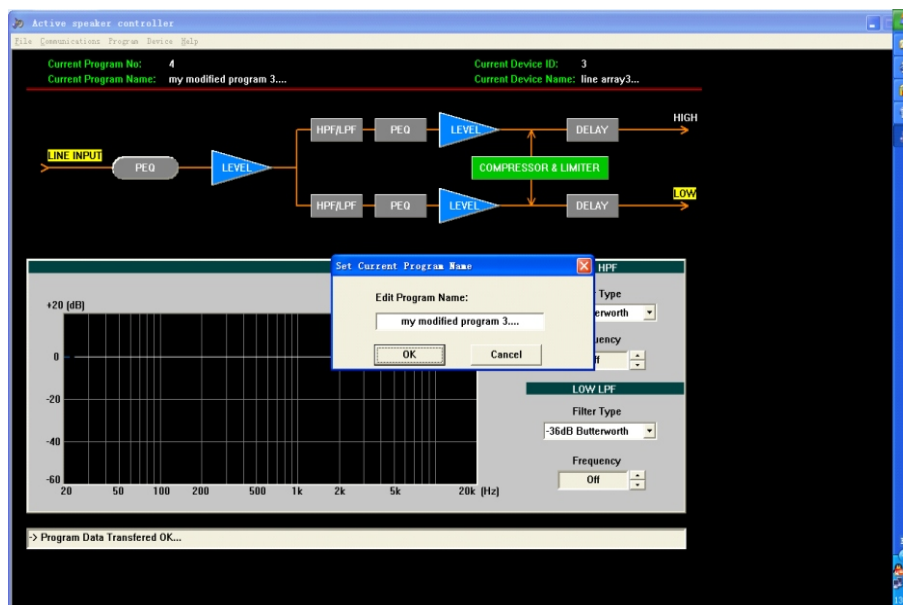 Active speaker controller
File Communications Program Device Help
Current Program No: 4
Current Program Name: my modified program 3....
Current Device ID: 3
Current Device Name: line array3...
LINE INPUT
PEQ
LEVEL
HPF/LPF
PEQ
LEVEL
DELAY
HIGH
COMPRESSOR & LIMITER
HPF/LPF
PEQ
LEVEL
DELAY
LOW
Set Current Program Name
Edit Program Name:
my modified program 3....
OK
Cancel
HPF
Type
LOW LPF
Filter Type
-36dB Butterworth
Frequency
Off
+20 (dB)
0
-20
-40
-60
20 50 100 200 500 1k 2k 5k 20k (Hz)
-> Program Data Transfered OK...